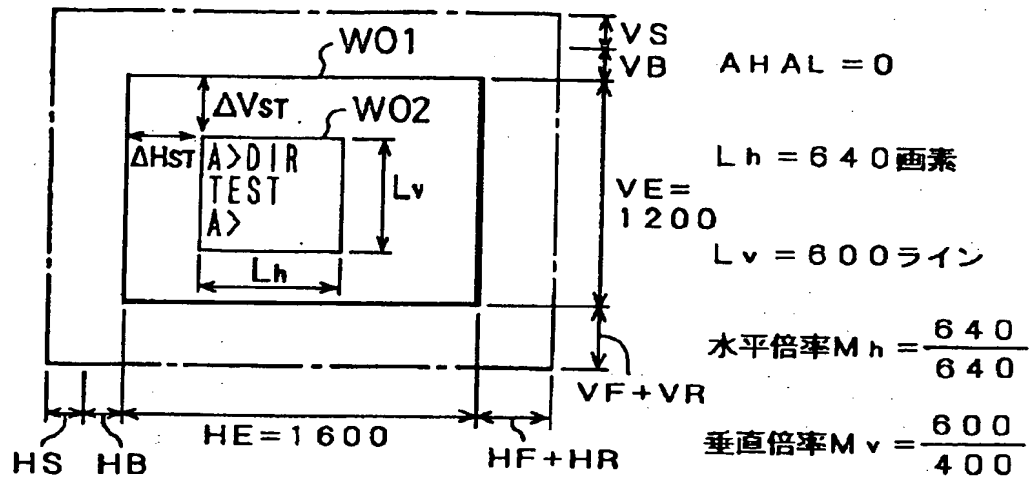 WO1
VS
VB
AHAL=0
ΔVST
WO2
ΔHST
A>DIR
TEST
A>
Lv
Lh
Lh=640画素
VE=
1200
Lv=600ライン
水平倍率Mh=640/640
VF+VR
HE=1600
HS
HB
HF+HR
垂直倍率Mv=600/400